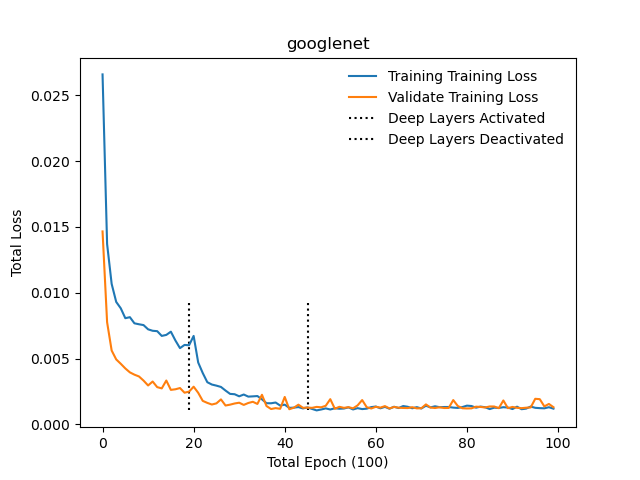 googlenet
Training Training Loss
Validate Training Loss
Deep Layers Activated
Deep Layers Deactivated
Total Loss
0.025
0.020
0.015
0.010
0.005
0.000
0
20
40
60
80
100
Total Epoch (100)